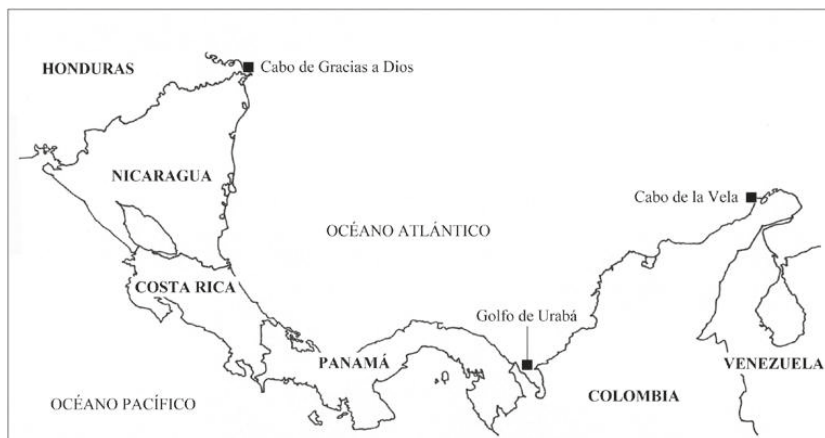 HONDURAS
Cabo de Gracias a Dios
NICARAGUA
Cabo de la Vela
OCÉANO ATLÁNTICO
COSTA RICA
Golfo de Urabá
PANAMÁ
VENEZUELA
COLOMBIA
OCÉANO PACÍFICO